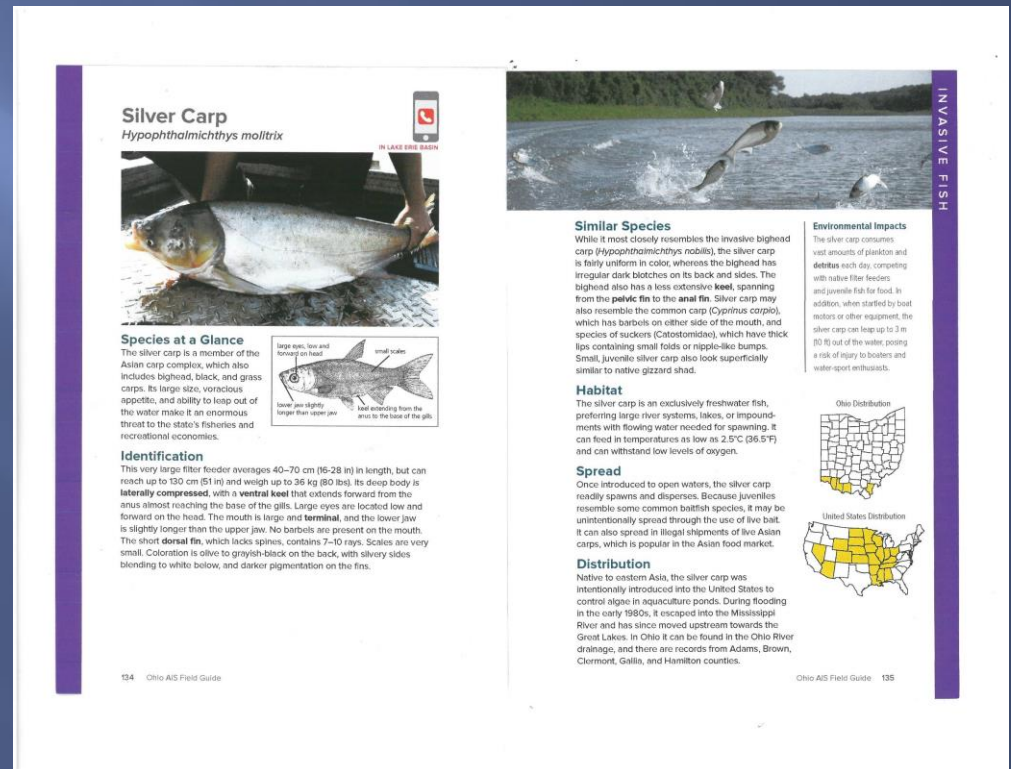 Silver Carp
Hypophthalmichthys molitrix
IN LAKE ERIE BASIN
Species at a Glance
The silver carp is a member of the
Asian carp complex, which also
includes bighead, black, and grass
carps. Its large size, voracious
appetite, and ability to leap out of
the water make it an enormous
threat to the state's fisheries and
recreational economies.
large eyes, low and
forward on head
small scales
lower jaw slightly
longer than upper jaw
keel extending from the
anus to the base of the gills
Identification
This very large filter feeder averages 40–70 cm (16-28 in) in length, but can
reach up to 130 cm (51 in) and weigh up to 36 kg (80 lbs). Its deep body is
laterally compressed, with a ventral keel that extends forward from the
anus almost reaching the base of the gills. Large eyes are located low and
forward on the head. The mouth is large and terminal, and the lower jaw
is slightly longer than the upper jaw. No barbels are present on the mouth.
The short dorsal fin, which lacks spines, contains 7–10 rays. Scales are very
small. Coloration is olive to grayish-black on the back, with silvery sides
blending to white below, and darker pigmentation on the fins.
134 Ohio AIS Field Guide
INVASIVE FISH
Similar Species
While it most closely resembles the invasive bighead
carp (Hypophthalmichthys nobilis), the silver carp
is fairly uniform in color, whereas the bighead has
irregular dark blotches on its back and sides. The
bighead also has a less extensive keel, spanning
from the pelvic fin to the anal fin. Silver carp may
also resemble the common carp (Cyprinus carpio),
which has barbels on either side of the mouth, and
species of suckers (Catostomidae), which have thick
lips containing small folds or nipple-like bumps.
Small, juvenile silver carp also look superficially
similar to native gizzard shad.
Habitat
The silver carp is an exclusively freshwater fish,
preferring large river systems, lakes, or impound-
ments with flowing water needed for spawning. It
can feed in temperatures as low as 2.5°C (36.5°F)
and can withstand low levels of oxygen.
Spread
Once introduced to open waters, the silver carp
readily spawns and disperses. Because juveniles
resemble some common baitfish species, it may be
unintentionally spread through the use of live bait.
It can also spread in illegal shipments of live Asian
carps, which is popular in the Asian food market.
Distribution
Native to eastern Asia, the silver carp was
intentionally introduced into the United States to
control algae in aquaculture ponds. During flooding
in the early 1980s, it escaped into the Mississippi
River and has since moved upstream towards the
Great Lakes. In Ohio it can be found in the Ohio River
drainage, and there are records from Adams, Brown,
Clermont, Gallia, and Hamilton counties.
Environmental Impacts
The silver carp consumes
vast amounts of plankton and
detritus each day, competing
with native filter feeders
and juvenile fish for food. In
addition, when startled by boat
motors or other equipment, the
silver carp can leap up to 3 m
(10 ft) out of the water, posing
a risk of injury to boaters and
water-sport enthusiasts.
Ohio Distribution
United States Distribution
Ohio AIS Field Guide 135